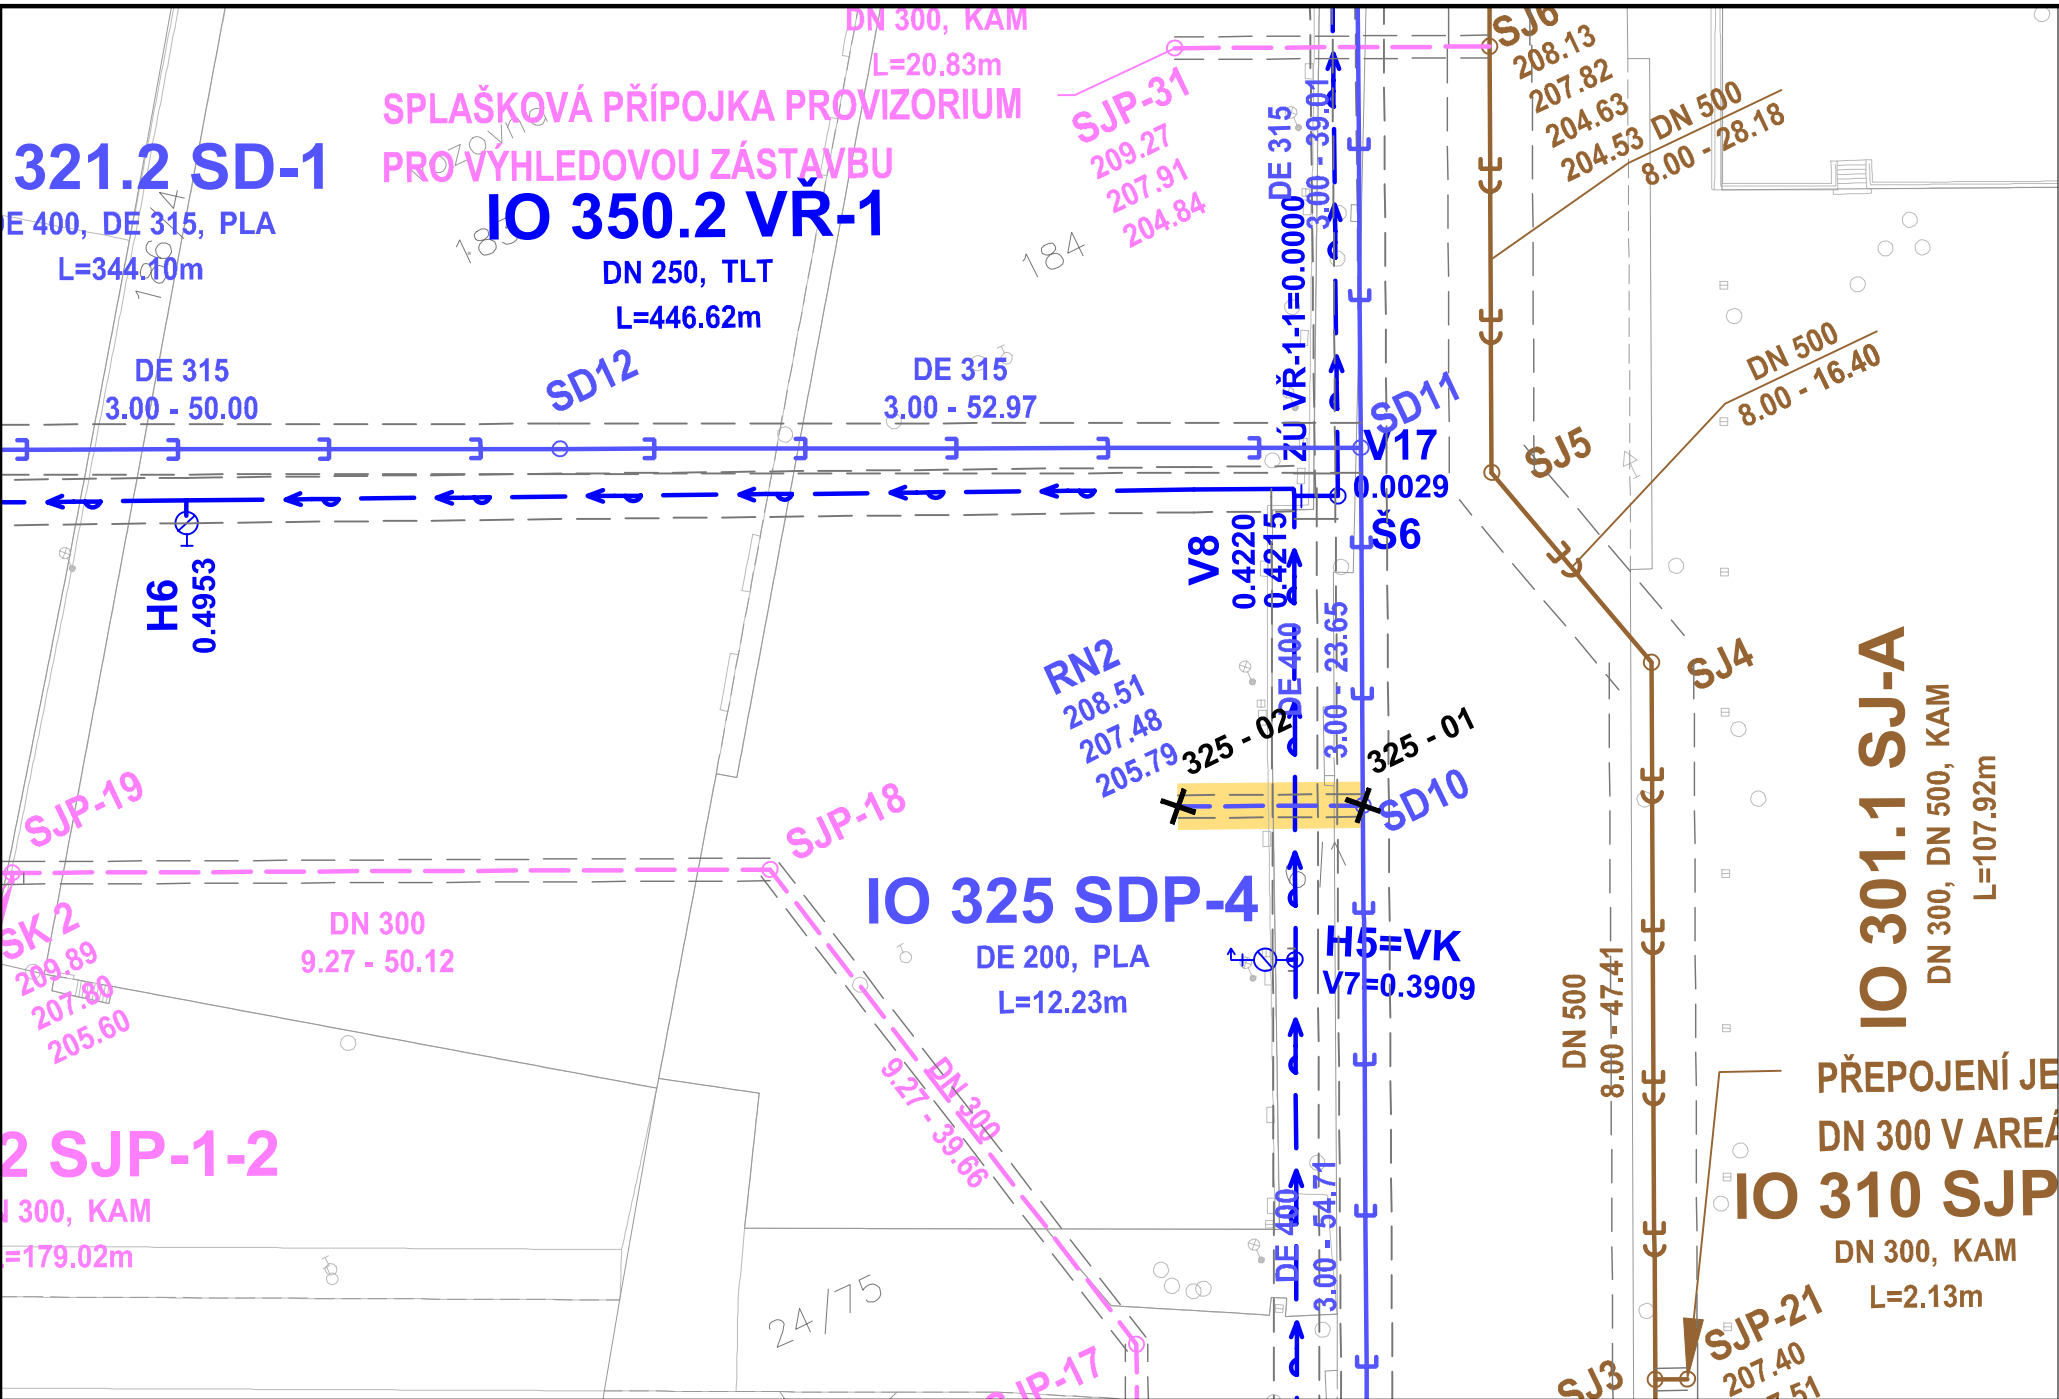 DN 300, KAM
L=20.83m
SPLAŠKOVÁ PŘÍPOJKA PROVIZORIUM
PRO VÝHLEDOVOU ZÁSTAVBU
321.2 SD-1
DE 400, DE 315, PLA
L=344.10m
IO 350.2 VŘ-1
DN 250, TLT
L=446.62m
184
SJP-31
209.27
207.91
204.84
DE 315
3.00 - 39.01
ZÚ VŘ-1-1=0.0000
SJ6
208.13
207.82
204.63
204.53
DN 500
8.00 - 28.18
DN 500
8.00 - 16.40
DE 315
3.00 - 50.00
SD12
DE 315
3.00 - 52.97
SD11
V17
0.0029
Š6
SJ5
SJ4
H6
0.4953
V8
0.4220
0.4215
DE 400
3.00 - 23.65
RN2
208.51
207.48
205.79
325 - 02
325 - 01
SD10
SJP-19
SJP-18
SK 2
209.89
207.80
205.60
DN 300
9.27 - 50.12
IO 325 SDP-4
DE 200, PLA
L=12.23m
H5=VK
V7=0.3909
DN 500
8.00 - 47.41
IO 301.1 SJ-A
DN 300, DN 500, KAM
L=107.92m
DN 300
9.27 - 39.66
2 SJP-1-2
N 300, KAM
=179.02m
24/75
JP-17
DE 400
3.00 - 54.71
PŘEPOJENÍ JE
DN 300 V AREÁ
IO 310 SJP
DN 300, KAM
L=2.13m
SJP-21
207.40
SJ3